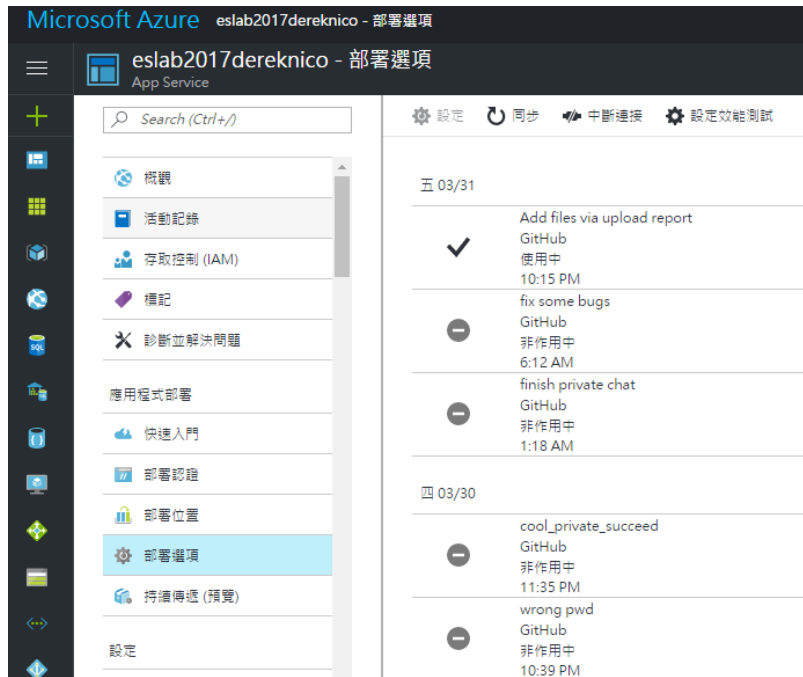 Microsoft Azure eslab2017dereknico - 部署選項
eslab2017dereknico - 部署選項
App Service
Search (Ctrl+/)
概觀
活動記錄
存取控制 (IAM)
標記
診斷並解決問題
應用程式部署
快速入門
部署認證
部署位置
部署選項
持續傳遞 (預覽)
設定
設定 同步 中斷連接 設定效能測試
五 03/31
Add files via upload report
GitHub
使用中
10:15 PM
fix some bugs
GitHub
非作用中
6:12 AM
finish private chat
GitHub
非作用中
1:18 AM
四 03/30
cool_private_succeed
GitHub
非作用中
11:35 PM
wrong pwd
GitHub
非作用中
10:39 PM